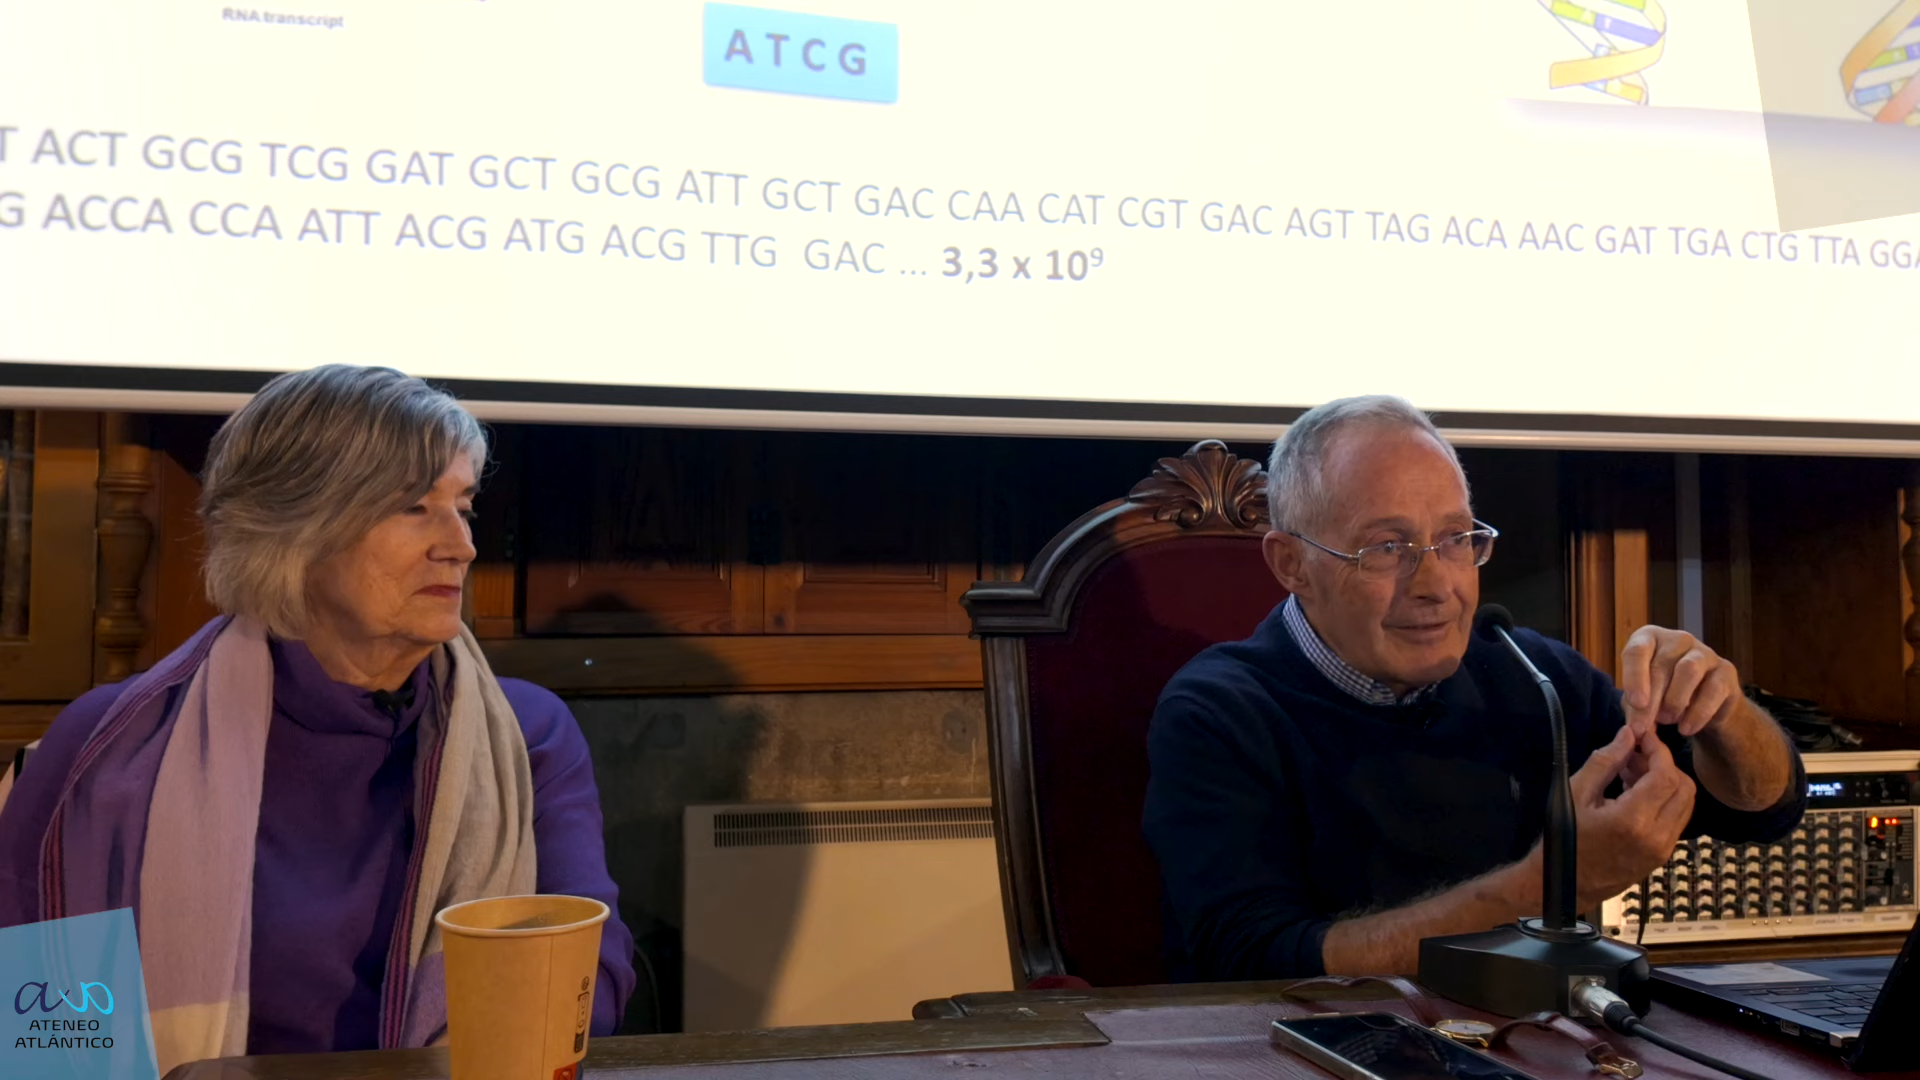 RNA transcript
A T C G
T ACT GCG TCG GAT GCT GCG ATT GCT GAC CAA CAT CGT GAC AGT TAG ACA AAC GAT TGA CTG TTA GGA
G ACCA CCA ATT ACG ATG ACG TTG GAC ... 3,3 x 10⁹
ATENEO
ATLÁNTICO